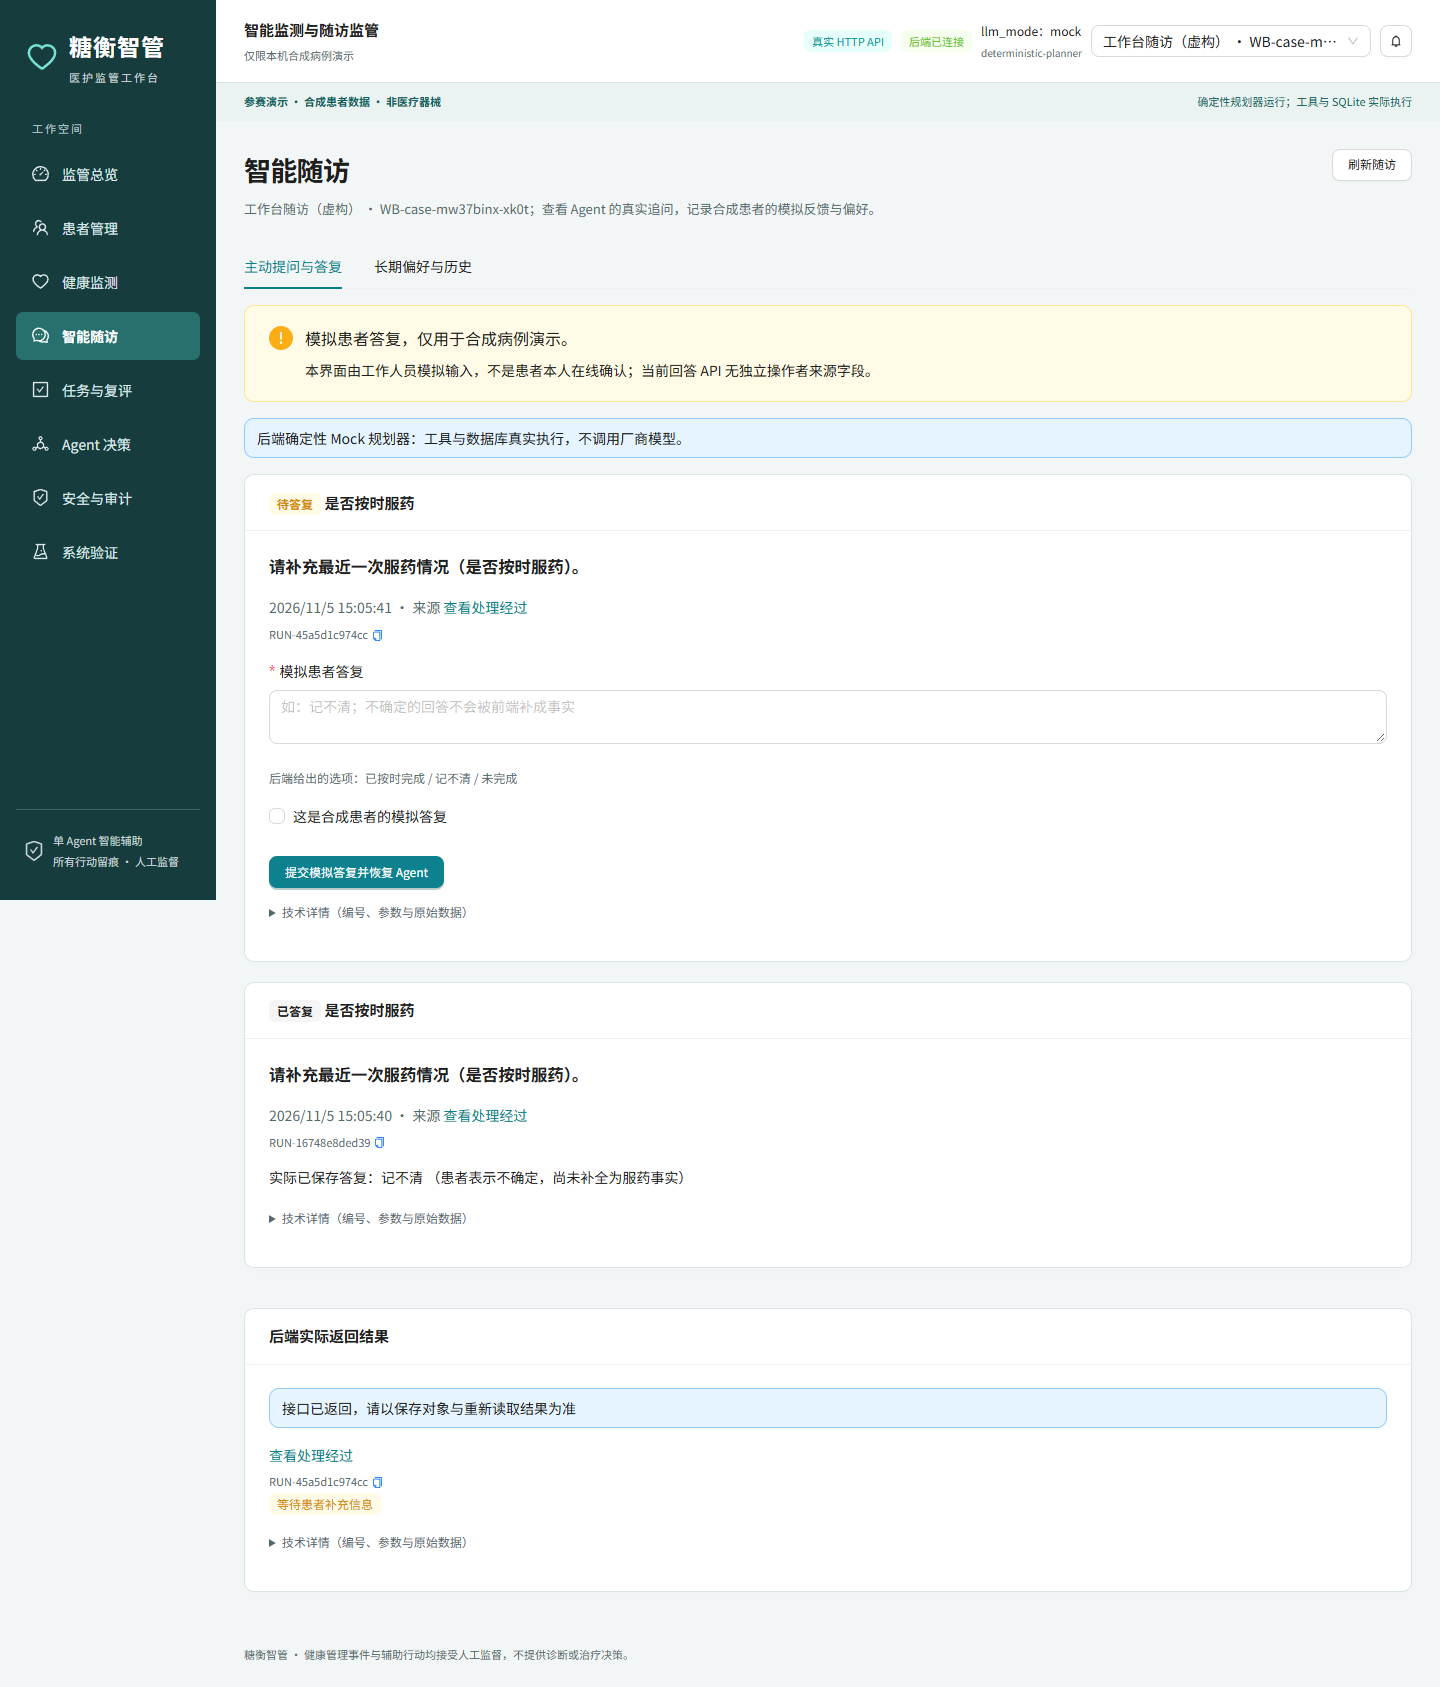 糖衡智管
医护监管工作台
工作空间
监管总览
患者管理
健康监测
智能随访
任务与复评
Agent 决策
安全与审计
系统验证
单 Agent 智能辅助
所有行动留痕 · 人工监督
智能监测与随访监管
仅限本机合成病例演示
真实 HTTP API
后端已连接
llm_mode：mock
deterministic-planner
工作台随访（虚构） · WB-case-m···
参赛演示 · 合成患者数据 · 非医疗器械
确定性规划器运行；工具与 SQLite 实际执行
智能随访
刷新随访
工作台随访（虚构） · WB-case-mw37binx-xk0t；查看 Agent 的真实追问，记录合成患者的模拟反馈与偏好。
主动提问与答复
长期偏好与历史
模拟患者答复，仅用于合成病例演示。
本界面由工作人员模拟输入，不是患者本人在线确认；当前回答 API 无独立操作者来源字段。
后端确定性 Mock 规划器：工具与数据库真实执行，不调用厂商模型。
待答复 是否按时服药
请补充最近一次服药情况（是否按时服药）。
2026/11/5 15:05:41 · 来源 查看处理经过
RUN-45a5d1c974cc
* 模拟患者答复
如：记不清；不确定的回答不会被前端补成事实
后端给出的选项：已按时完成 / 记不清 / 未完成
这是合成患者的模拟答复
提交模拟答复并恢复 Agent
技术详情（编号、参数与原始数据）
已答复 是否按时服药
请补充最近一次服药情况（是否按时服药）。
2026/11/5 15:05:40 · 来源 查看处理经过
RUN-16748e8ded39
实际已保存答复：记不清 （患者表示不确定，尚未补全为服药事实）
技术详情（编号、参数与原始数据）
后端实际返回结果
接口已返回，请以保存对象与重新读取结果为准
查看处理经过
RUN-45a5d1c974cc
等待患者补充信息
技术详情（编号、参数与原始数据）
糖衡智管 · 健康管理事件与辅助行动均接受人工监督，不提供诊断或治疗决策。